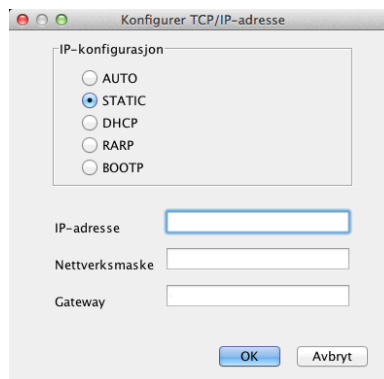 Konfigurer TCP/IP-adresse
IP-konfigurasjon
AUTO
STATIC
DHCP
RARP
BOOTP
IP-adresse
Nettverksmaske
Gateway
OK Avbryt